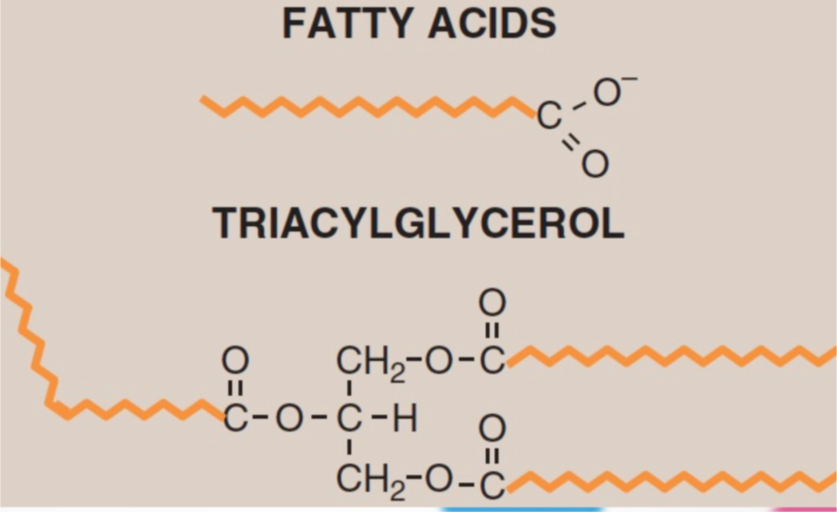 FATTY ACIDS
O⁻
C
O
TRIACYLGLYCEROL
O
O CH₂-O-C
C-O-C-H O
CH₂-O-C